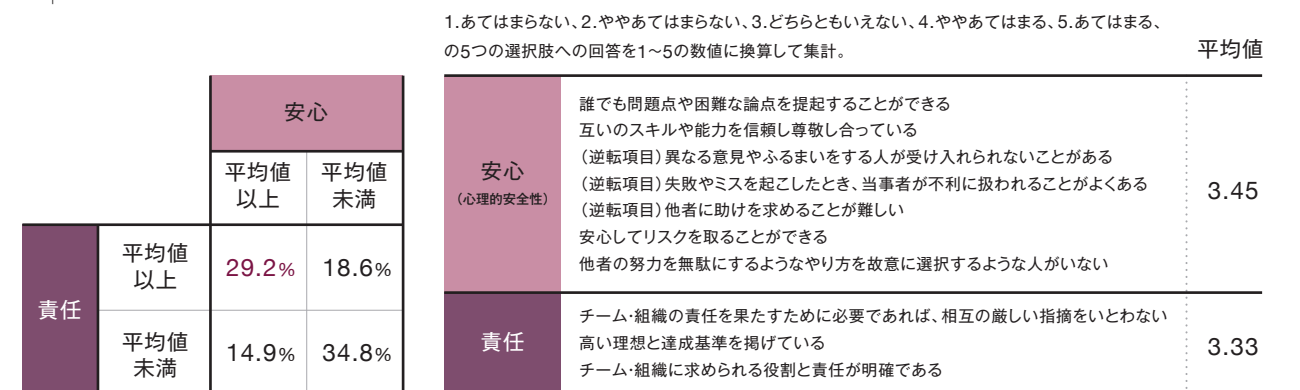 1.あてはまらない、2.ややあてはまらない、3.どちらともいえない、4.ややあてはまる、5.あてはまる、
の5つの選択肢への回答を1〜5の数値に換算して集計。
平均値
安心
平均値
以上
平均値
未満
責任
平均値
以上
29.2%
18.6%
平均値
未満
14.9%
34.8%
安心
(心理的安全性)
誰でも問題点や困難な論点を提起することができる
互いのスキルや能力を信頼し尊敬し合っている
(逆転項目)異なる意見やふるまいをする人が受け入れられないことがある
(逆転項目)失敗やミスを起こしたとき、当事者が不利に扱われることがよくある
(逆転項目)他者に助けを求めることが難しい
安心してリスクを取ることができる
他者の努力を無駄にするようなやり方を故意に選択するような人がいない
3.45
責任
チーム・組織の責任を果たすために必要であれば、相互の厳しい指摘をいとわない
高い理想と達成基準を掲げている
チーム・組織に求められる役割と責任が明確である
3.33